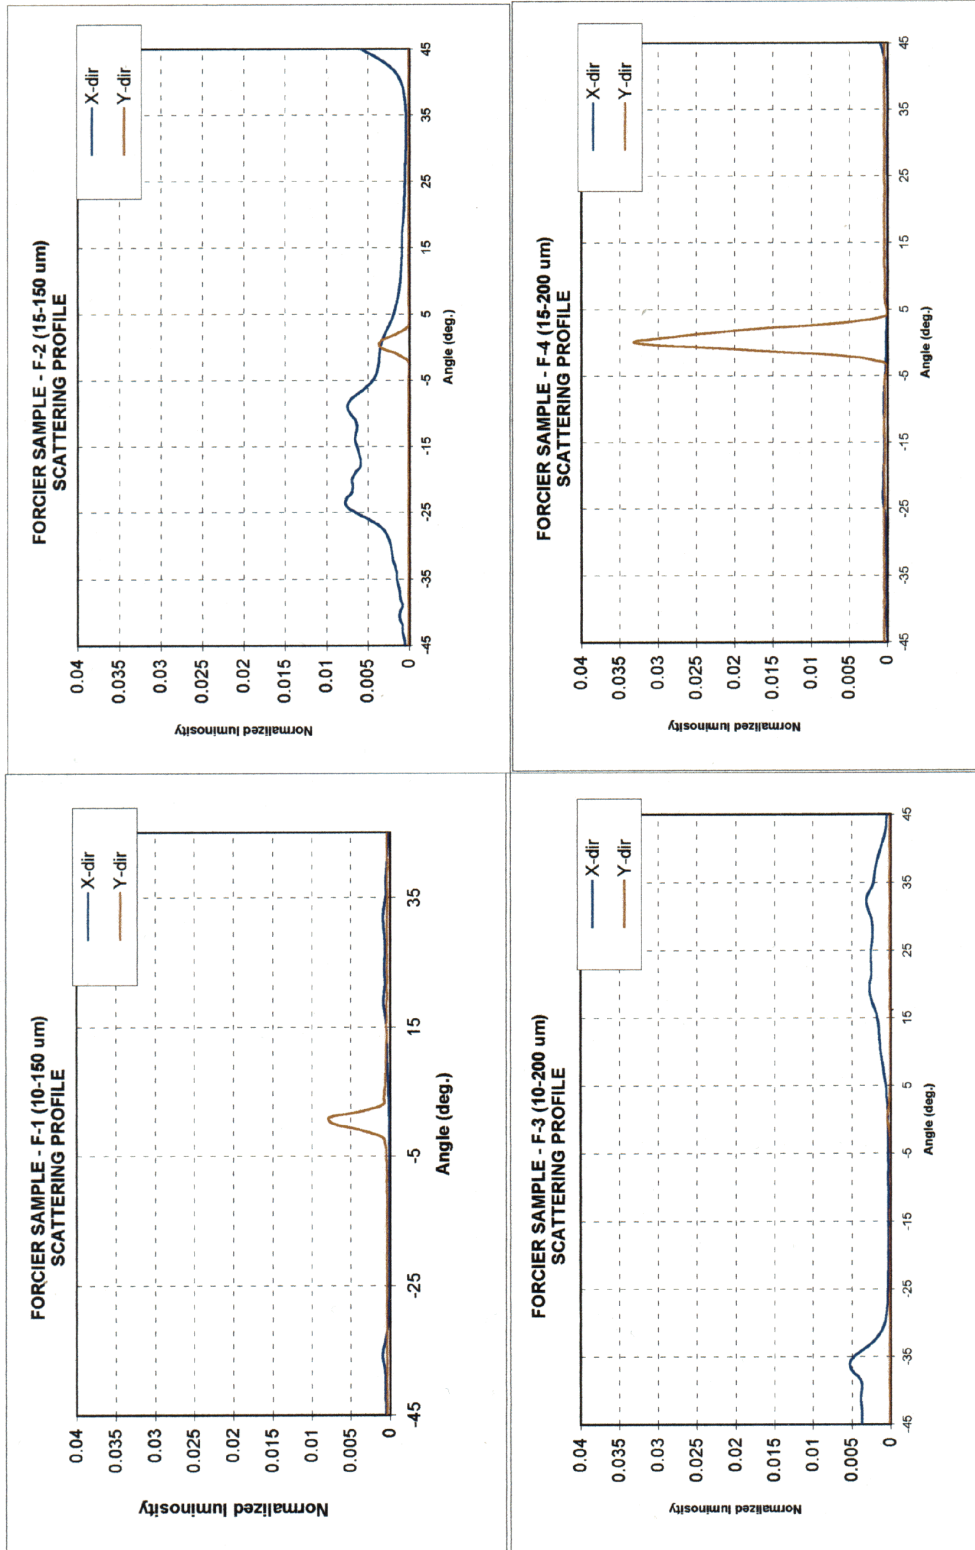 FORCIER SAMPLE - F-1 (10-150 um)
SCATTERING PROFILE
X-dir
Y-dir
Normalized luminosity
0.04
0.035
0.03
0.025
0.02
0.015
0.01
0.005
0
-45
-25
-5
15
35
Angle (deg.)
FORCIER SAMPLE - F-2 (15-150 um)
SCATTERING PROFILE
X-dir
Y-dir
Normalized luminosity
0.04
0.035
0.03
0.025
0.02
0.015
0.01
0.005
0
-45
-35
-25
-15
-5
5
15
25
35
45
Angle (deg.)
FORCIER SAMPLE - F-3 (10-200 um)
SCATTERING PROFILE
X-dir
Y-dir
Normalized luminosity
0.04
0.035
0.03
0.025
0.02
0.015
0.01
0.005
0
-45
-35
-25
-15
-5
5
15
25
35
45
Angle (deg.)
FORCIER SAMPLE - F-4 (15-200 um)
SCATTERING PROFILE
X-dir
Y-dir
Normalized luminosity
0.04
0.035
0.03
0.025
0.02
0.015
0.01
0.005
0
-45
-35
-25
-15
-5
5
15
25
35
45
Angle (deg.)